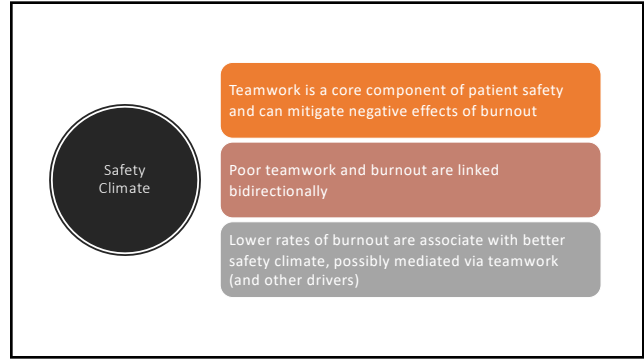 Safety
Climate
Teamwork is a core component of patient safety
and can mitigate negative effects of burnout
Poor teamwork and burnout are linked
bidirectionally
Lower rates of burnout are associate with better
safety climate, possibly mediated via teamwork
(and other drivers)